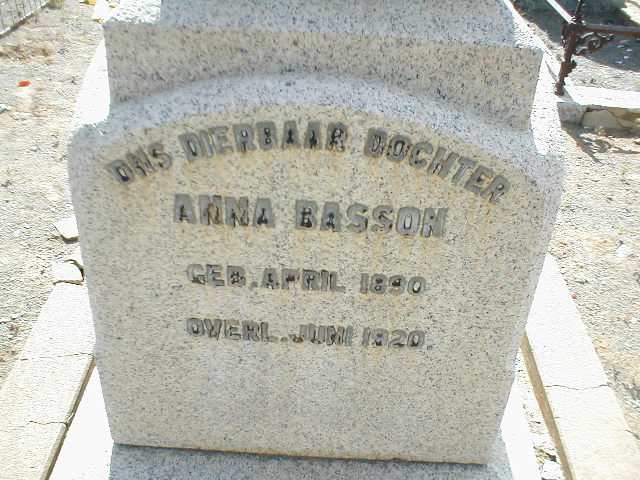 ONS DIERBAAR DOCHTER
ANNA BASSON
GEB. APRIL 1890
OVERL. JUNI 1920.